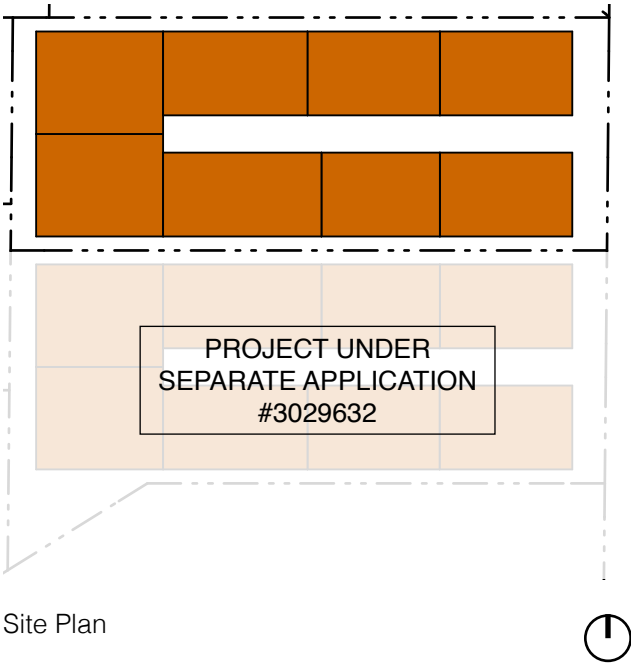 PROJECT UNDER
SEPARATE APPLICATION
#3029632
Site Plan